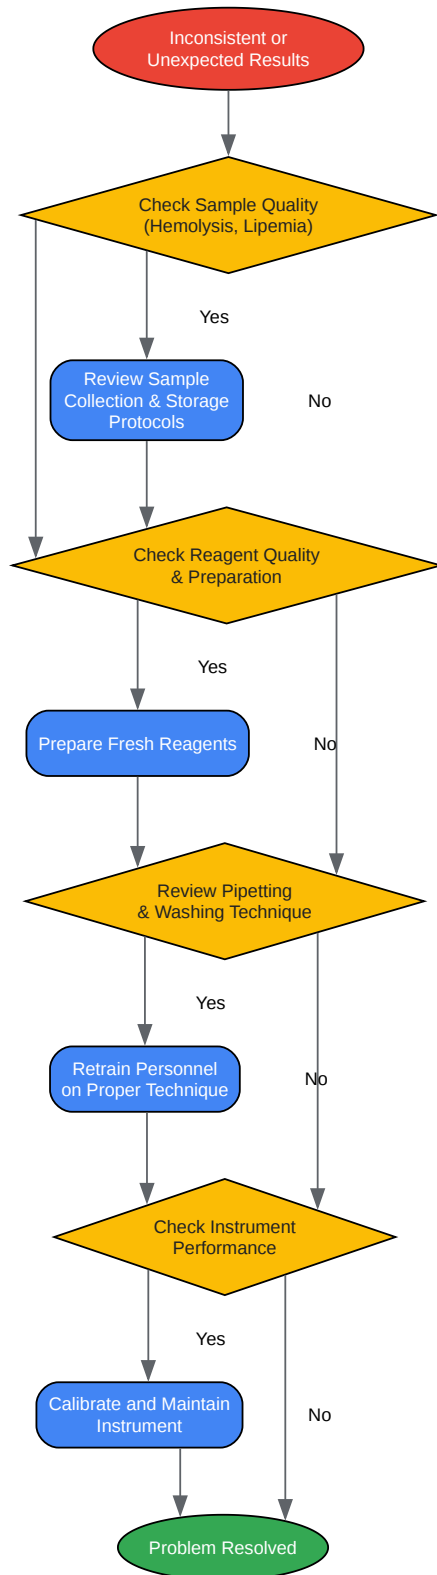 Inconsistent or
Unexpected Results
Check Sample Quality
(Hemolysis, Lipemia)
Yes
Review Sample
Collection & Storage
Protocols
No
Check Reagent Quality
& Preparation
Yes
Prepare Fresh Reagents
No
Review Pipetting
& Washing Technique
Yes
Retrain Personnel
on Proper Technique
No
Check Instrument
Performance
Yes
Calibrate and Maintain
Instrument
No
Problem Resolved